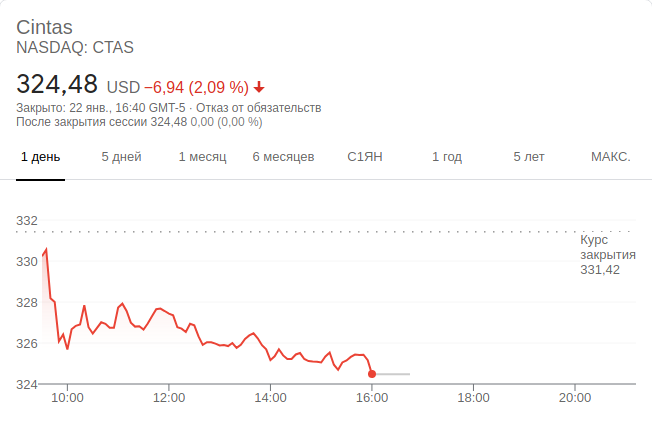 Cintas
NASDAQ: CTAS
324,48 USD −6,94 (2,09 %)
Закрыто: 22 янв., 16:40 GMT-5 · Отказ от обязательств
После закрытия сессии 324,48 0,00 (0,00 %)
1 день 5 дней 1 месяц 6 месяцев С1ЯН 1 год 5 лет МАКС.
332
Курс
закрытия
331,42
330
328
326
324
10:00 12:00 14:00 16:00 18:00 20:00